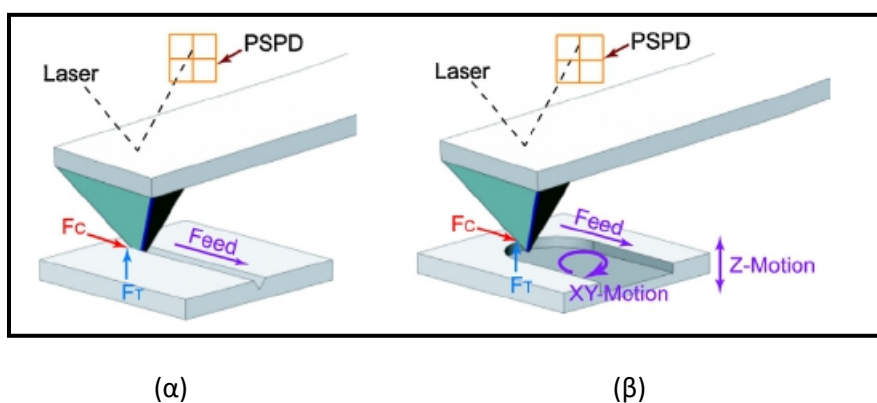 PSPD
Laser
Feed
Fc
FT
PSPD
Laser
Feed
Fc
FT
XY-Motion
Z-Motion
(α)
(β)